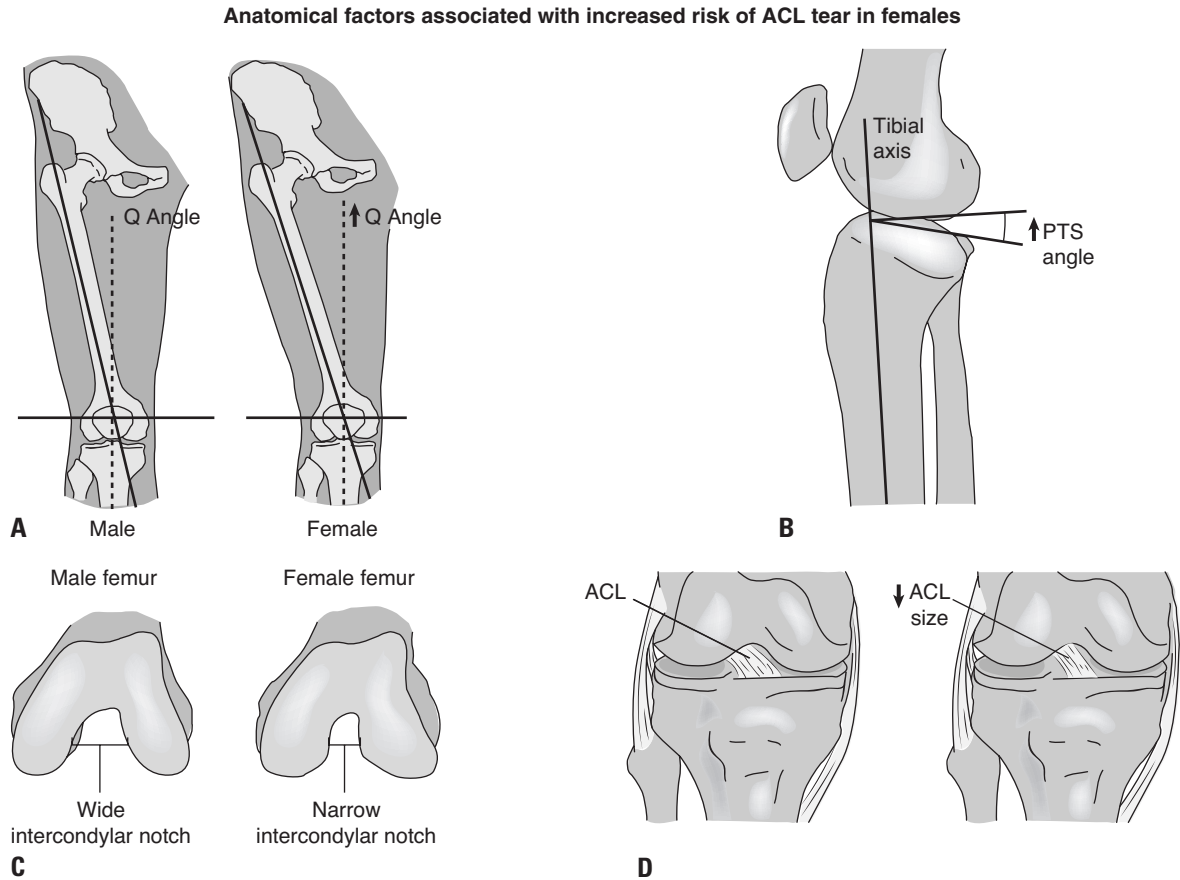 Anatomical factors associated with increased risk of ACL tear in females
Q Angle
Q Angle
A
Male
Female
Tibial
axis
PTS
angle
B
Male femur
Female femur
Wide
intercondylar notch
Narrow
intercondylar notch
C
ACL
ACL
size
D